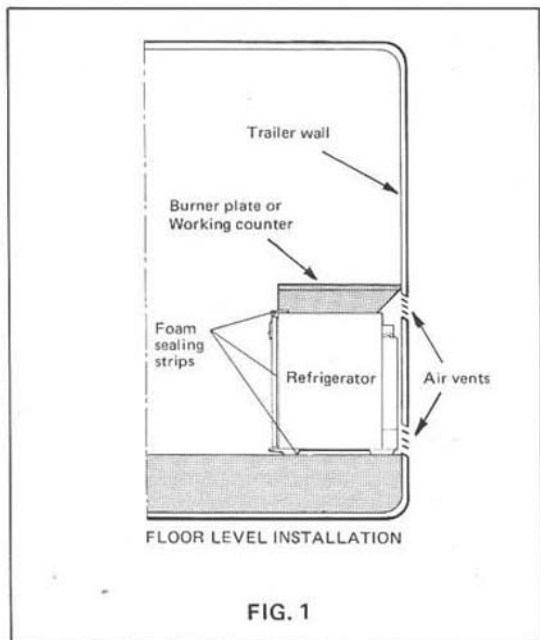 Trailer wall
Burner plate or
Working counter
Foam
sealing
strips
Refrigerator
Air vents
FLOOR LEVEL INSTALLATION
FIG. 1